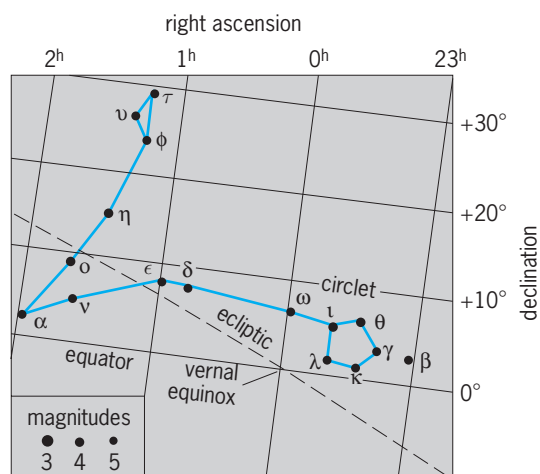 right ascension
2h 1h 0h 23h
τ
+30°
υ
φ
η
+20°
declination
ο
ϵ
δ
circlet
+10°
ω
ι
θ
ν
α
ecliptic
equator
λ
γ
β
vernal
equinox
κ
0°
magnitudes
3 4 5